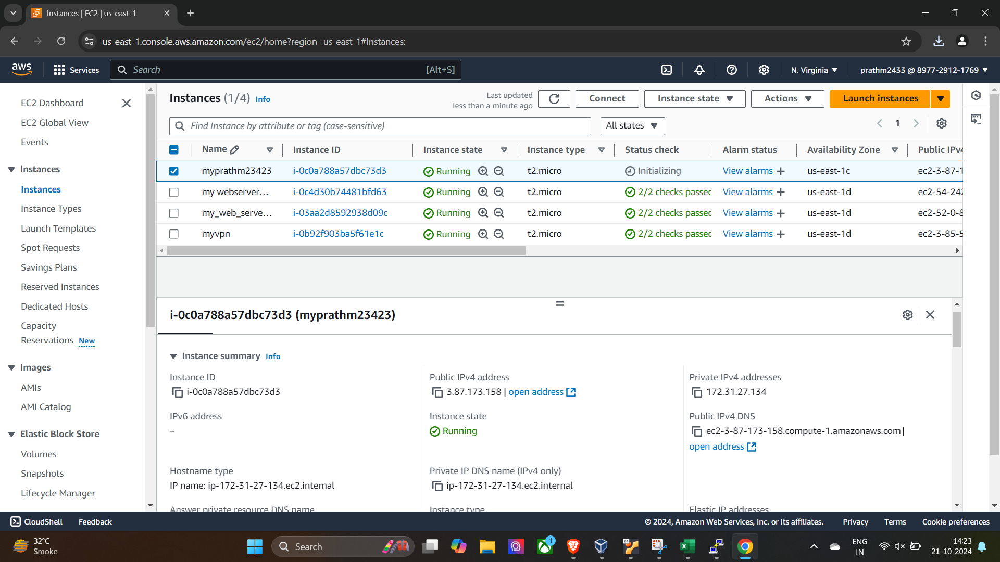 Instances | EC2 | us-east-1
us-east-1.console.aws.amazon.com/ec2/home?region=us-east-1#Instances:
aws
Services
Search
[Alt+S]
N. Virginia
prathm2433 @ 8977-2912-1769
EC2 Dashboard
EC2 Global View
Events
Instances
Instances
Instance Types
Launch Templates
Spot Requests
Savings Plans
Reserved Instances
Dedicated Hosts
Capacity
Reservations New
Images
AMIs
AMI Catalog
Elastic Block Store
Volumes
Snapshots
Lifecycle Manager
Instances (1/4) Info
Last updated
less than a minute ago
Connect
Instance state
Actions
Launch instances
Find Instance by attribute or tag (case-sensitive)
All states
1
Name Instance ID Instance state Instance type Status check Alarm status Availability Zone Public IPv4
myprathm23423 i-0c0a788a57dbc73d3 Running t2.micro Initializing View alarms us-east-1c ec2-3-87-1
my webserver... i-0c4d30b74481bfd63 Running t2.micro 2/2 checks passec View alarms us-east-1d ec2-54-242
my_web_serve... i-03aa2d8592938d09c Running t2.micro 2/2 checks passec View alarms us-east-1d ec2-52-0-8
myvpn i-0b92f903ba5f61e1c Running t2.micro 2/2 checks passec View alarms us-east-1d ec2-3-85-5
i-0c0a788a57dbc73d3 (myprathm23423)
Instance summary Info
Instance ID
i-0c0a788a57dbc73d3
Public IPv4 address
3.87.173.158 | open address
Private IPv4 addresses
172.31.27.134
IPv6 address
–
Instance state
Running
Public IPv4 DNS
ec2-3-87-173-158.compute-1.amazonaws.com |
open address
Hostname type
IP name: ip-172-31-27-134.ec2.internal
Private IP DNS name (IPv4 only)
ip-172-31-27-134.ec2.internal
Answer private resource DNS name
Instance type
Elastic IP addresses
CloudShell
Feedback
© 2024, Amazon Web Services, Inc. or its affiliates.
Privacy
Terms
Cookie preferences
32°C
Smoke
Search
1
64
ENG
IN
14:23
21-10-2024